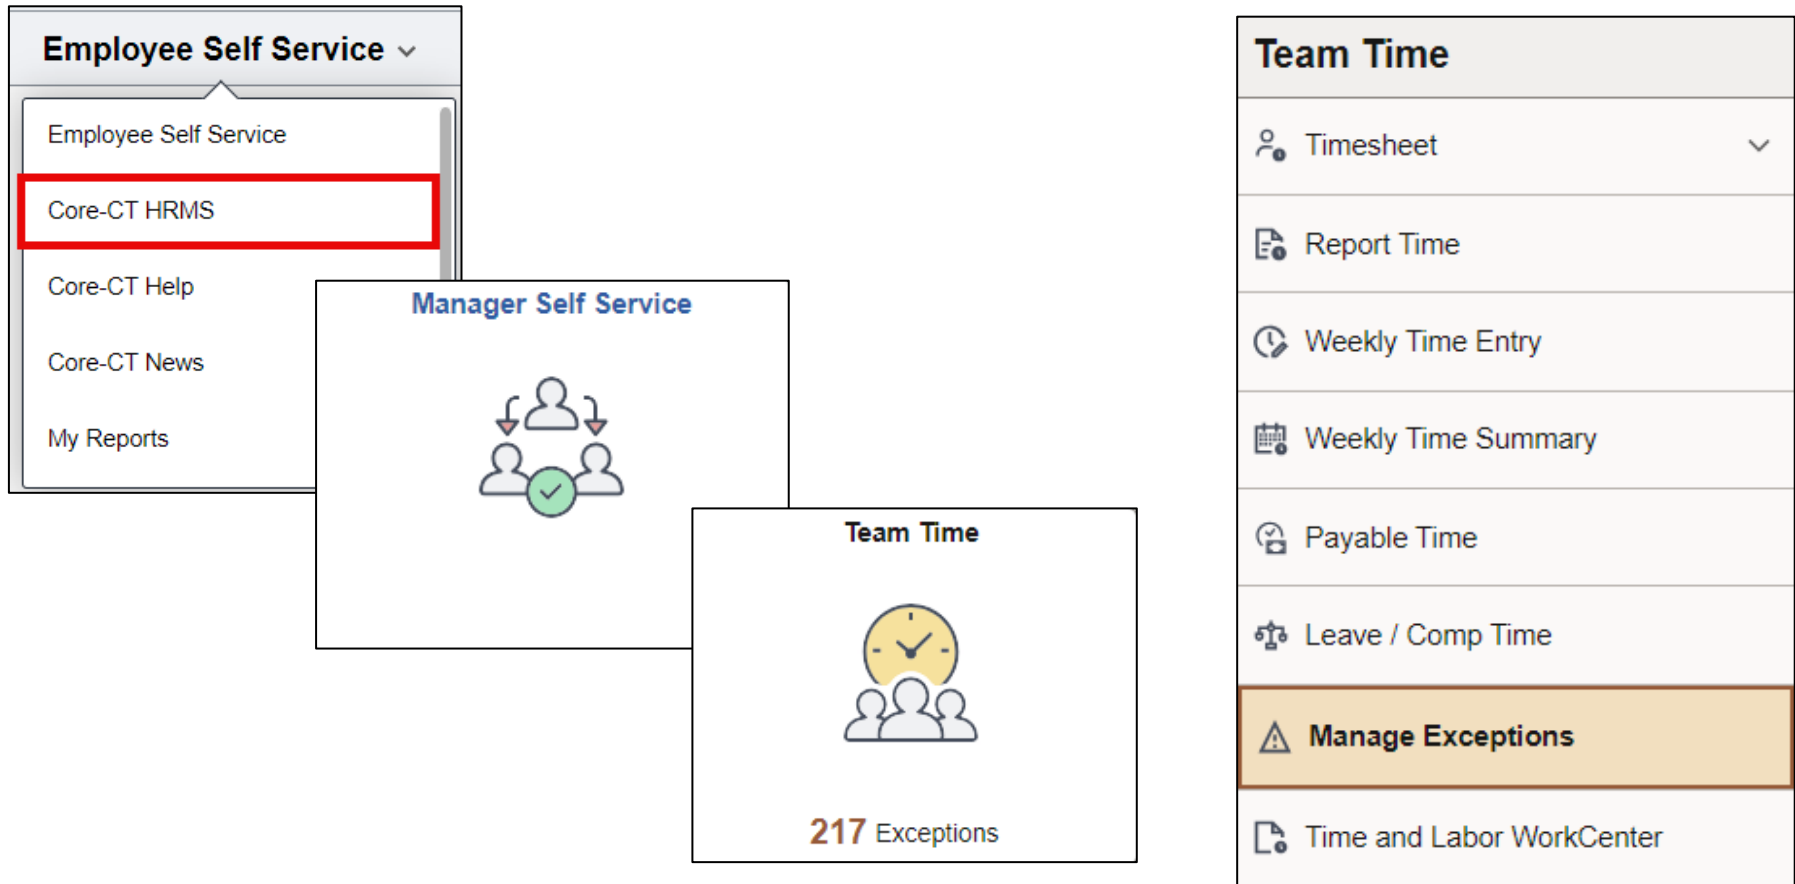 Employee Self Service
Employee Self Service
Core-CT HRMS
Core-CT Help
Core-CT News
My Reports
Manager Self Service
Team Time
217 Exceptions
Team Time
Timesheet
Report Time
Weekly Time Entry
Weekly Time Summary
Payable Time
Leave / Comp Time
Manage Exceptions
Time and Labor WorkCenter